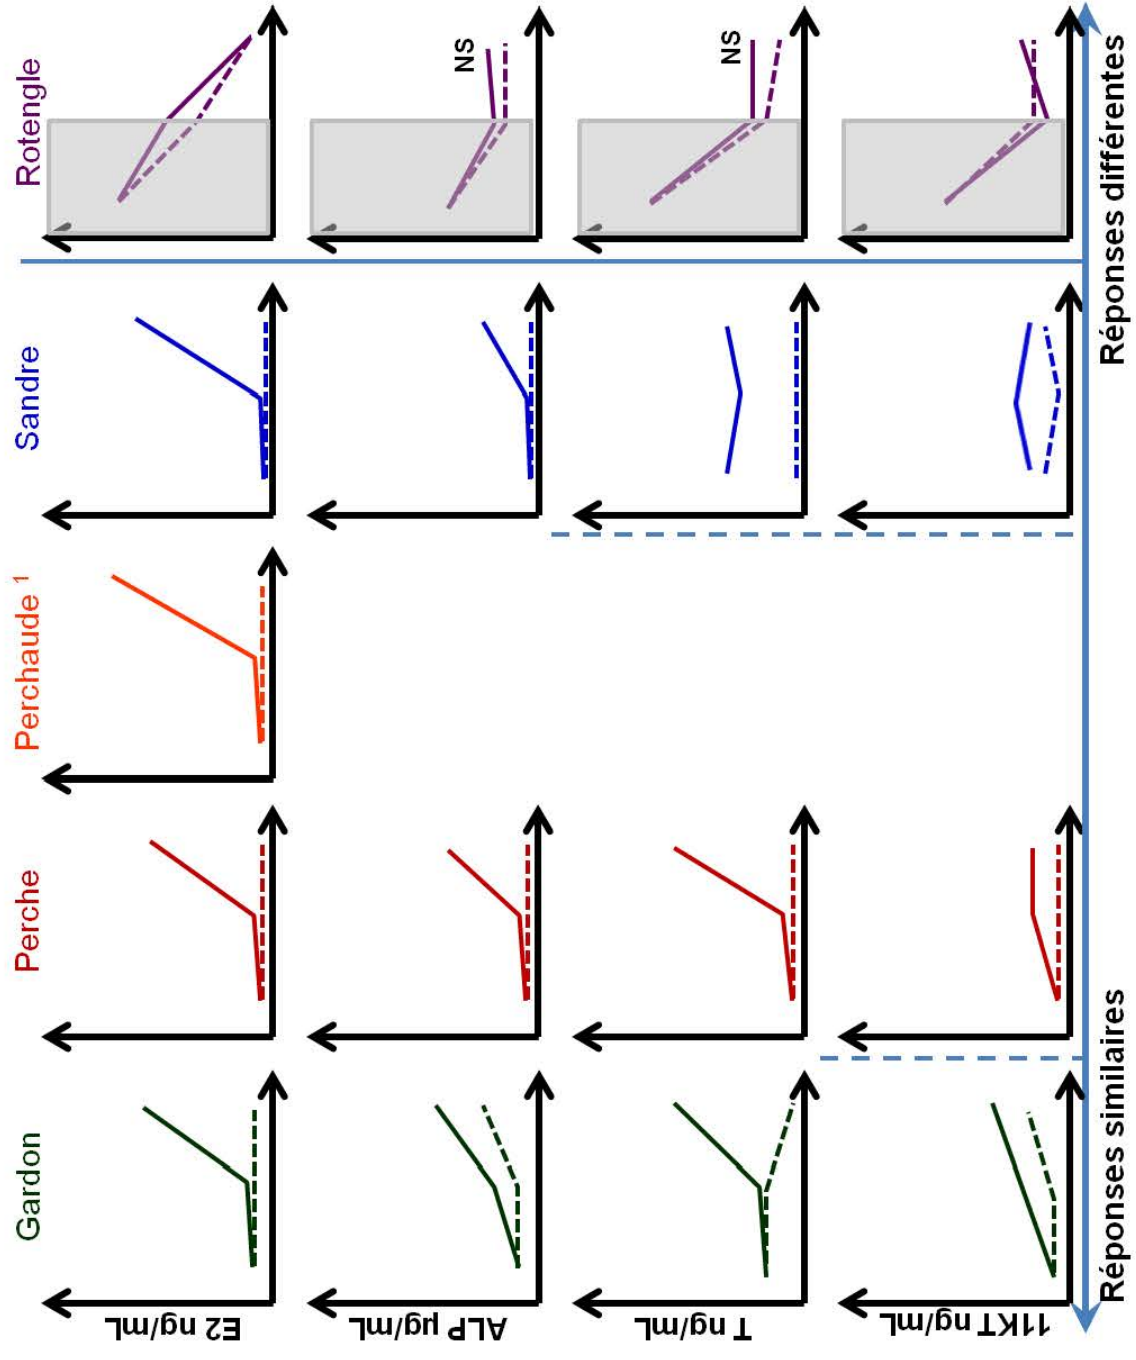 Gardon
Perche
Perchaude 1
Sandre
Rotengle
E2 ng/mL
ALP µg/mL
NS
T ng/mL
NS
11KT ng/mL
Réponses similaires
Réponses différentes